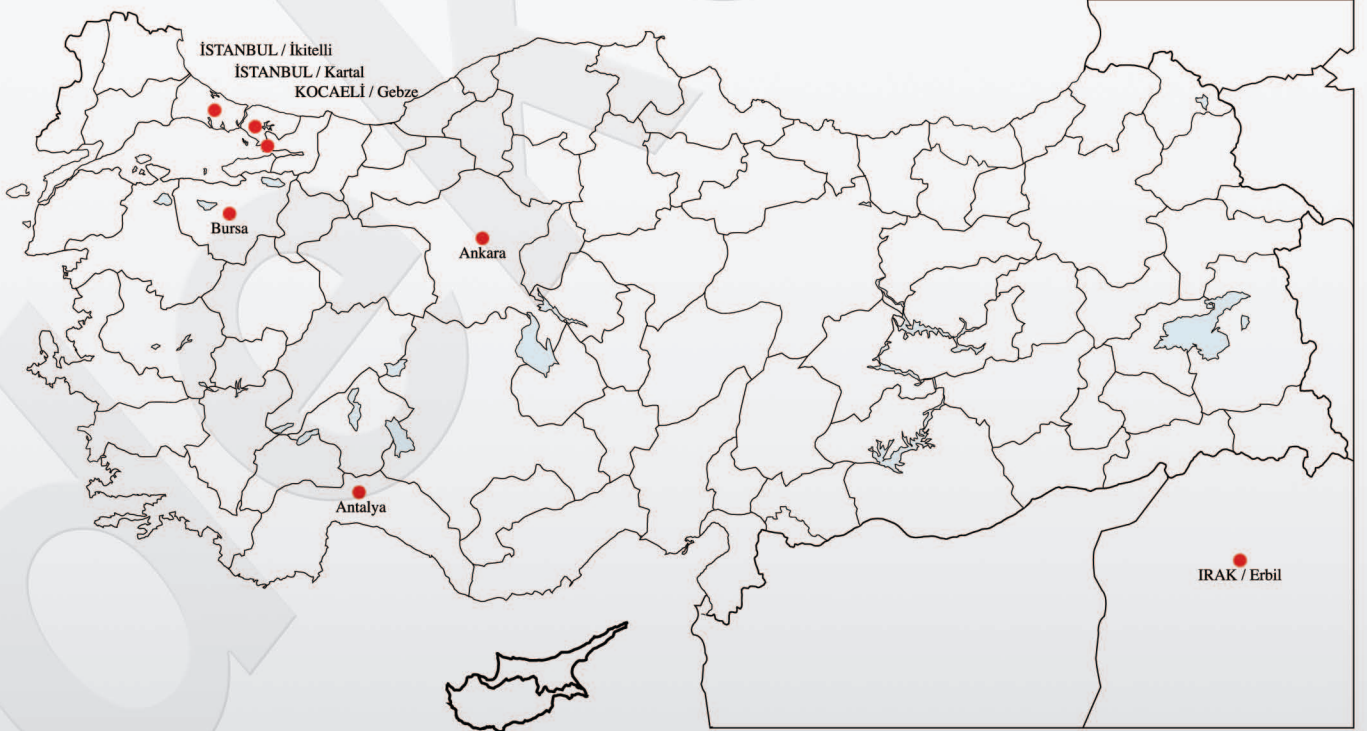 İSTANBUL / İkitelli
İSTANBUL / Kartal
KOCAELİ / Gebze
Bursa
Ankara
Antalya
IRAK / Erbil